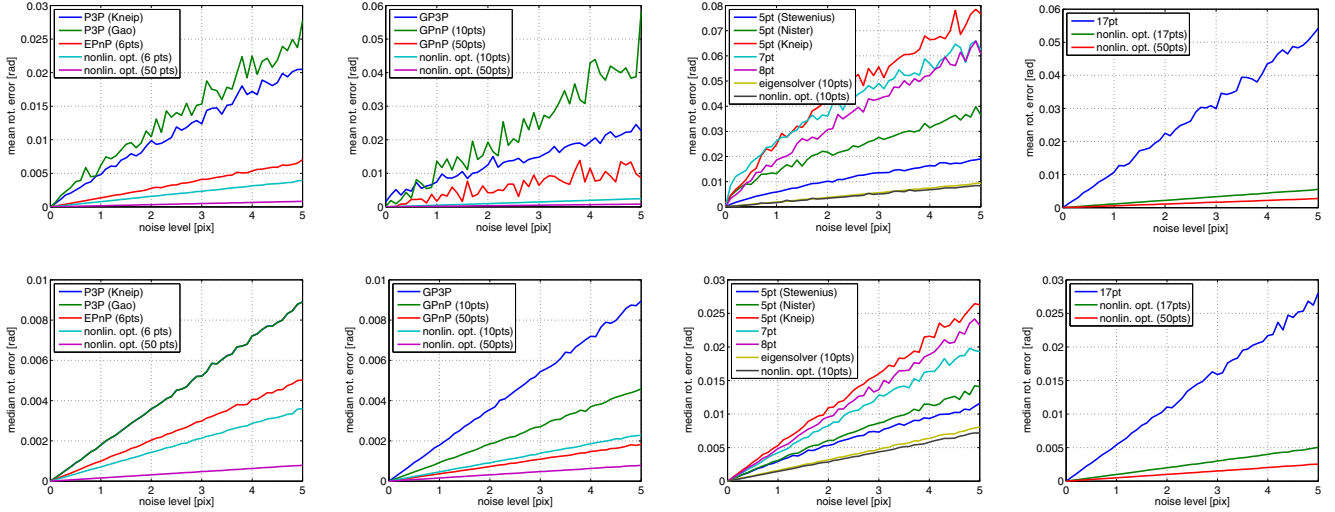 P3P (Kneip)
P3P (Gao)
EPnP (6pts)
nonlin. opt. (6 pts)
nonlin. opt. (50 pts)
mean rot. error [rad]
0.03
0.025
0.02
0.015
0.01
0.005
0
0 1 2 3 4 5
noise level [pix]
GP3P
GPnP (10pts)
GPnP (50pts)
nonlin. opt. (10pts)
nonlin. opt. (50pts)
mean rot. error [rad]
0.06
0.05
0.04
0.03
0.02
0.01
0
0 1 2 3 4 5
noise level [pix]
5pt (Stewenius)
5pt (Nister)
5pt (Kneip)
7pt
8pt
eigensolver (10pts)
nonlin. opt. (10pts)
mean rot. error [rad]
0.08
0.07
0.06
0.05
0.04
0.03
0.02
0.01
0
0 1 2 3 4 5
noise level [pix]
17pt
nonlin. opt. (17pts)
nonlin. opt. (50pts)
mean rot. error [rad]
0.06
0.05
0.04
0.03
0.02
0.01
0
0 1 2 3 4 5
noise level [pix]
P3P (Kneip)
P3P (Gao)
EPnP (6pts)
nonlin. opt. (6 pts)
nonlin. opt. (50 pts)
median rot. error [rad]
0.01
0.008
0.006
0.004
0.002
0
0 1 2 3 4 5
noise level [pix]
GP3P
GPnP (10pts)
GPnP (50pts)
nonlin. opt. (10pts)
nonlin. opt. (50pts)
median rot. error [rad]
0.01
0.008
0.006
0.004
0.002
0
0 1 2 3 4 5
noise level [pix]
5pt (Stewenius)
5pt (Nister)
5pt (Kneip)
7pt
8pt
eigensolver (10pts)
nonlin. opt. (10pts)
median rot. error [rad]
0.03
0.025
0.02
0.015
0.01
0.005
0
0 1 2 3 4 5
noise level [pix]
17pt
nonlin. opt. (17pts)
nonlin. opt. (50pts)
median rot. error [rad]
0.03
0.025
0.02
0.015
0.01
0.005
0
0 1 2 3 4 5
noise level [pix]